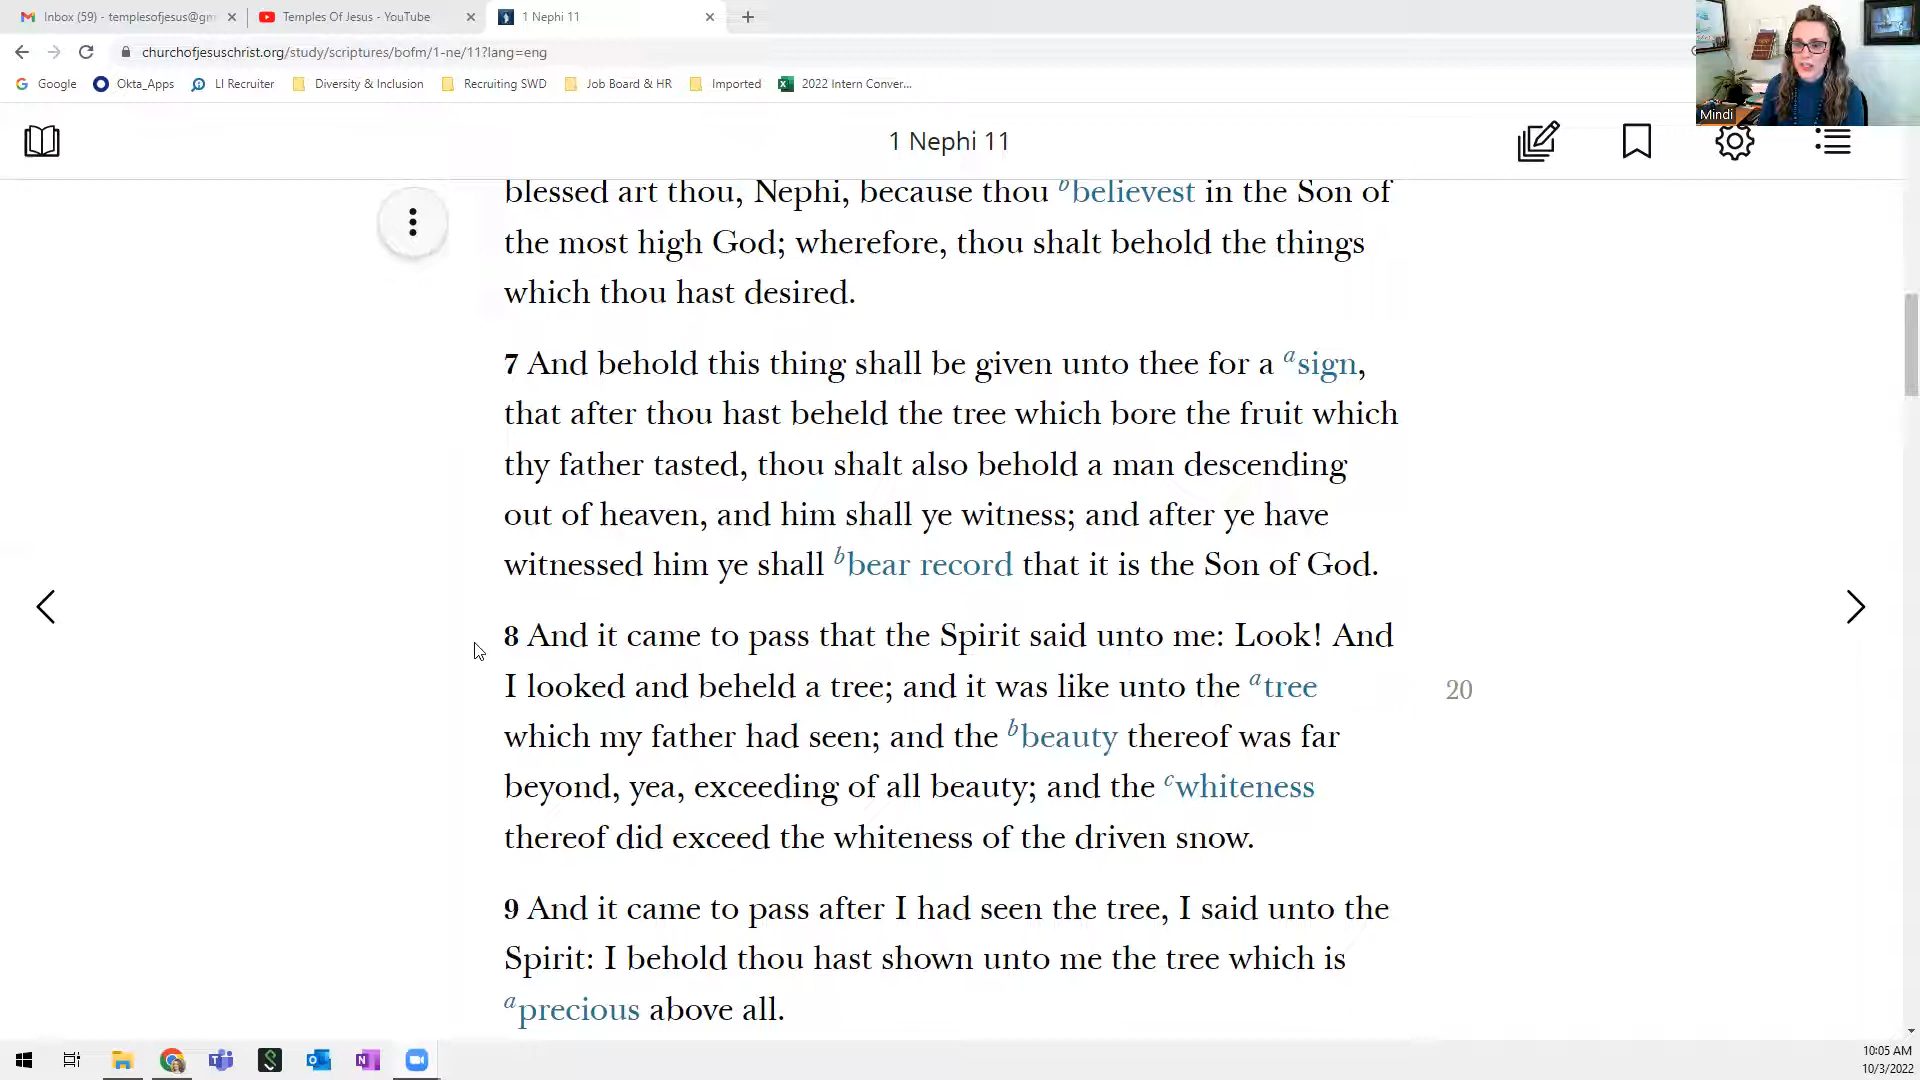 Inbox (59) - templesofjesus@gm
Temples Of Jesus - YouTube
1 Nephi 11
churchofjesuschrist.org/study/scriptures/bofm/1-ne/11?lang=eng
Google
Okta_Apps
LI Recruiter
Diversity & Inclusion
Recruiting SWD
Job Board & HR
Imported
2022 Intern Conver...
Mindi
1 Nephi 11
blessed art thou, Nephi, because thou b believest in the Son of
the most high God; wherefore, thou shalt behold the things
which thou hast desired.
7 And behold this thing shall be given unto thee for a a sign,
that after thou hast beheld the tree which bore the fruit which
thy father tasted, thou shalt also behold a man descending
out of heaven, and him shall ye witness; and after ye have
witnessed him ye shall b bear record that it is the Son of God.
8 And it came to pass that the Spirit said unto me: Look! And
I looked and beheld a tree; and it was like unto the a tree
20
which my father had seen; and the b beauty thereof was far
beyond, yea, exceeding of all beauty; and the c whiteness
thereof did exceed the whiteness of the driven snow.
9 And it came to pass after I had seen the tree, I said unto the
Spirit: I behold thou hast shown unto me the tree which is
a precious above all.
10:05 AM
10/3/2022